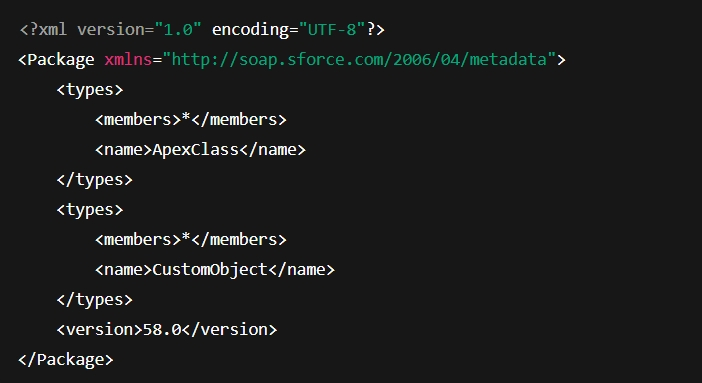 <?xml version="1.0" encoding="UTF-8"?>
<Package xmlns="http://soap.sforce.com/2006/04/metadata">
    <types>
        <members>*</members>
        <name>ApexClass</name>
    </types>
    <types>
        <members>*</members>
        <name>CustomObject</name>
    </types>
    <version>58.0</version>
</Package>